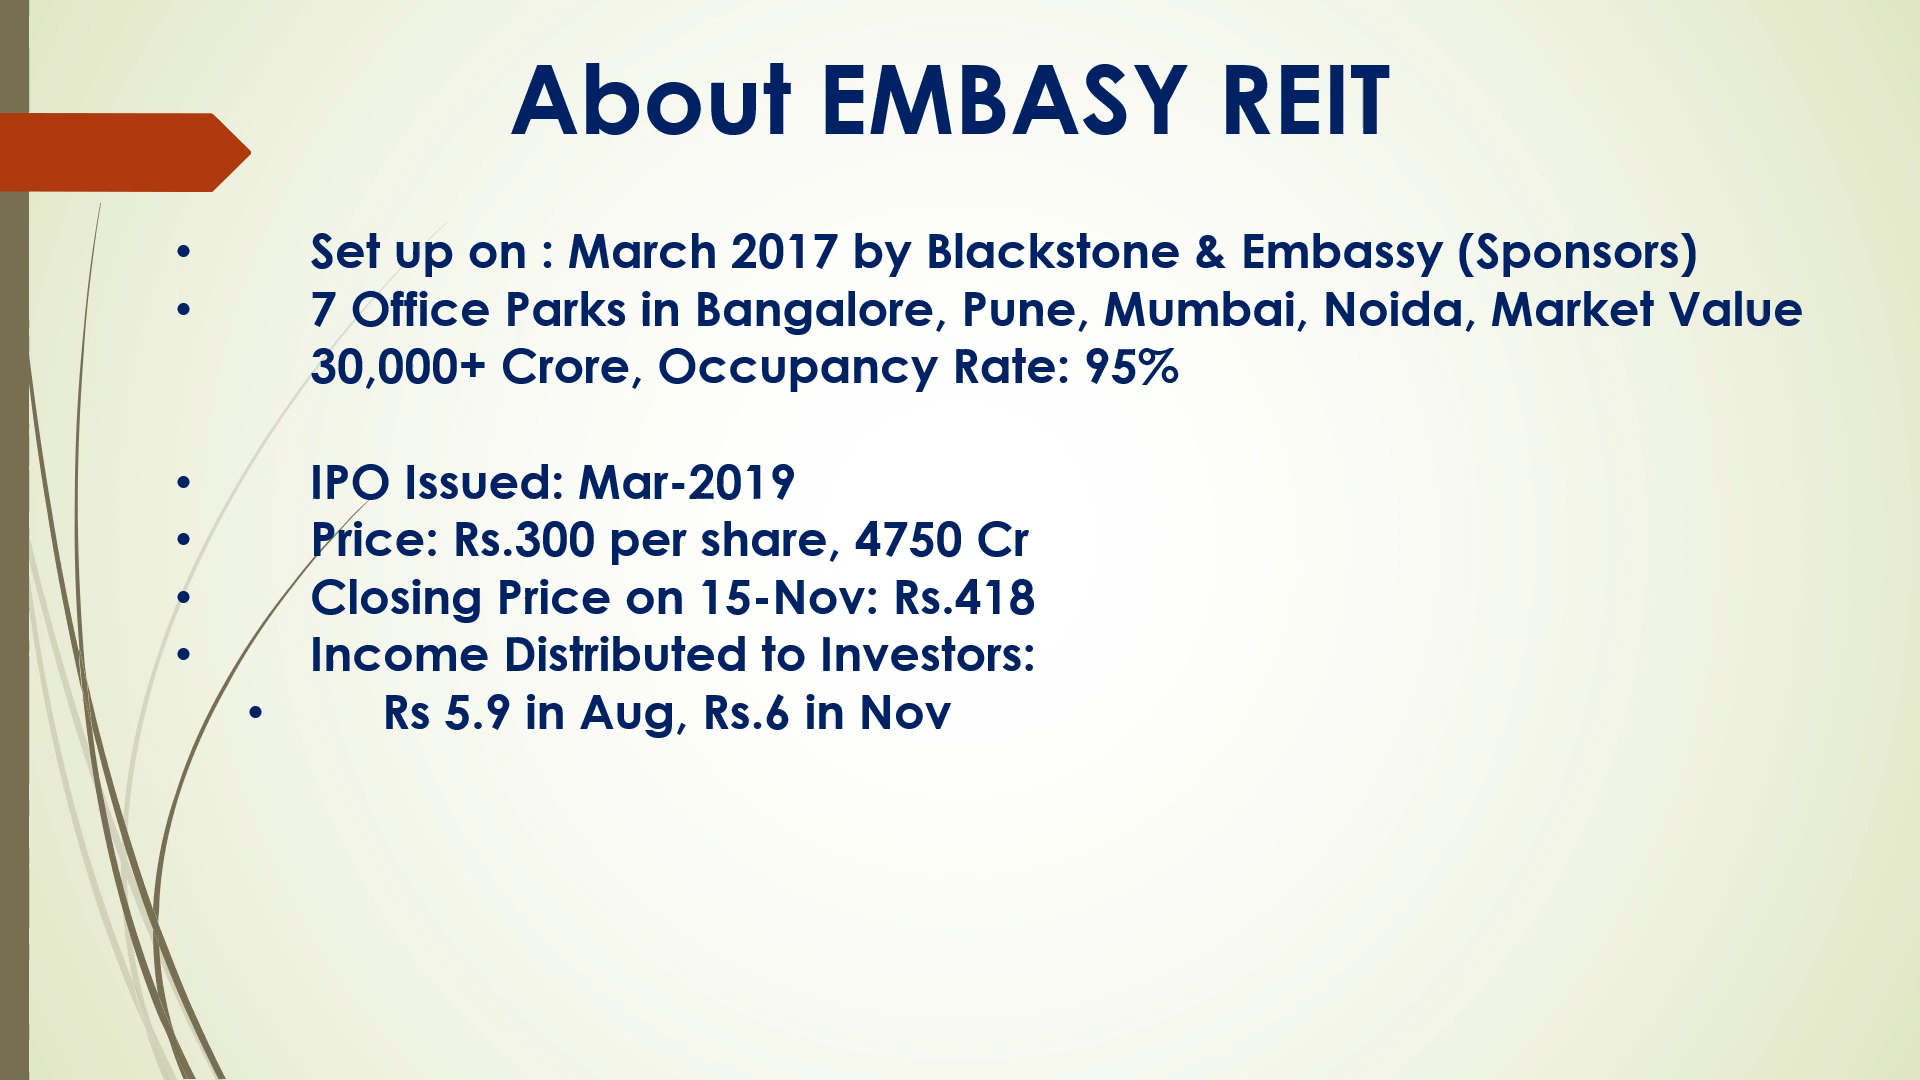 About EMBASY REIT
• Set up on : March 2017 by Blackstone & Embassy (Sponsors)
• 7 Office Parks in Bangalore, Pune, Mumbai, Noida, Market Value
30,000+ Crore, Occupancy Rate: 95%
• IPO Issued: Mar-2019
• Price: Rs.300 per share, 4750 Cr
• Closing Price on 15-Nov: Rs.418
• Income Distributed to Investors:
• Rs 5.9 in Aug, Rs.6 in Nov